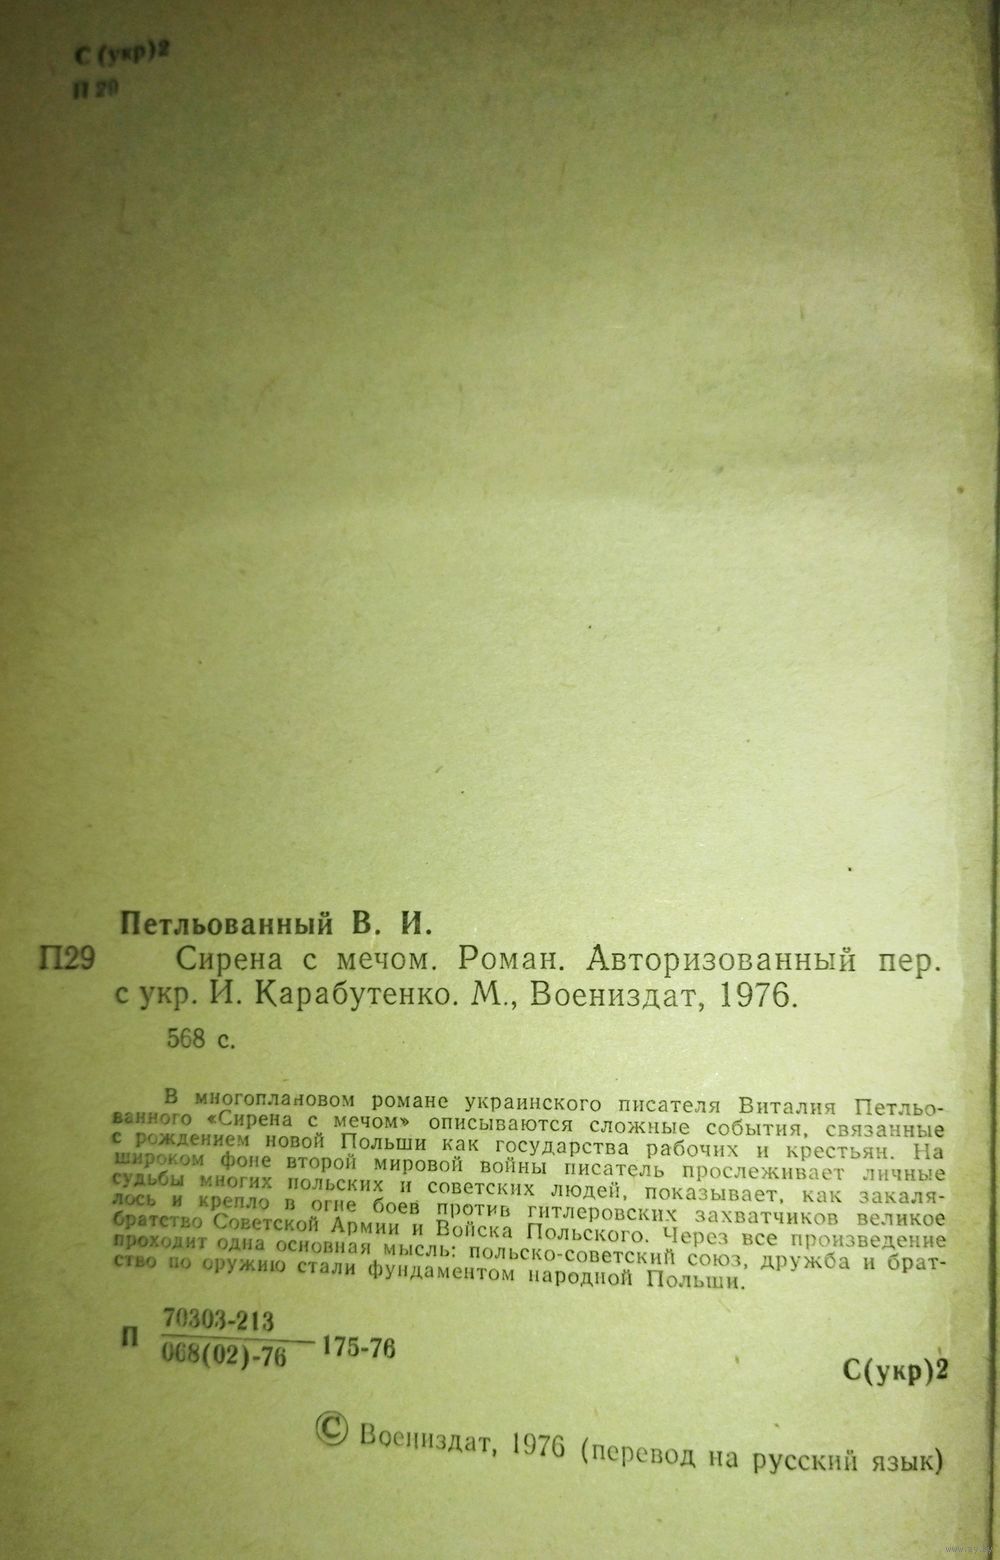 С (укр)2
П 29
Петльованный В. И.
П29 Сирена с мечом. Роман. Авторизованный пер.
с укр. И. Карабутенко. М., Воениздат, 1976.
568 с.
В многоплановом романе украинского писателя Виталия Петльо-
ванного «Сирена с мечом» описываются сложные события, связанные
с рождением новой Польши как государства рабочих и крестьян. На
широком фоне второй мировой войны писатель прослеживает личные
судьбы многих польских и советских людей, показывает, как закаля-
лось и крепло в огне боев против гитлеровских захватчиков великое
братство Советской Армии и Войска Польского. Через все произведение
проходит одна основная мысль: польско-советский союз, дружба и брат-
ство по оружию стали фундаментом народной Польши.
70303-213
П 175-76
068(02)-76
С(укр)2
© Воениздат, 1976 (перевод на русский язык)